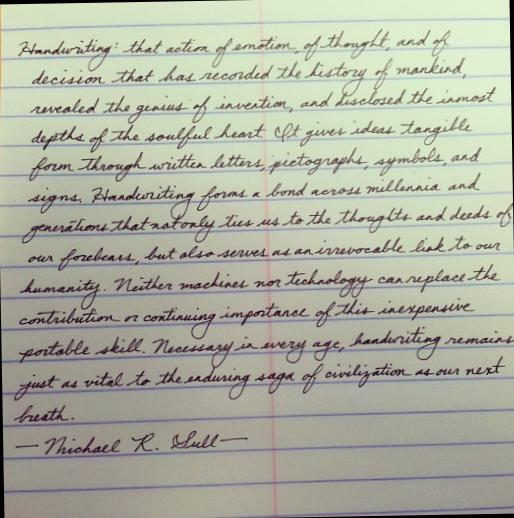 Handwriting: that action of emotion, of thought, and of
decision that has recorded the history of mankind,
revealed the genius of invention, and disclosed the inmost
depths of the soulful heart. It gives ideas tangible
form through written letters, pictographs, symbols, and
signs. Handwriting forms a bond across millennia and
generations that not only ties us to the thoughts and deeds of
our forebears, but also serves as an irrevocable link to our
humanity. Neither machines nor technology can replace the
contribution or continuing importance of this inexpensive
portable skill. Necessary in every age, handwriting remains
just as vital to the enduring saga of civilization as our next
breath.
— Michael R. Sull —